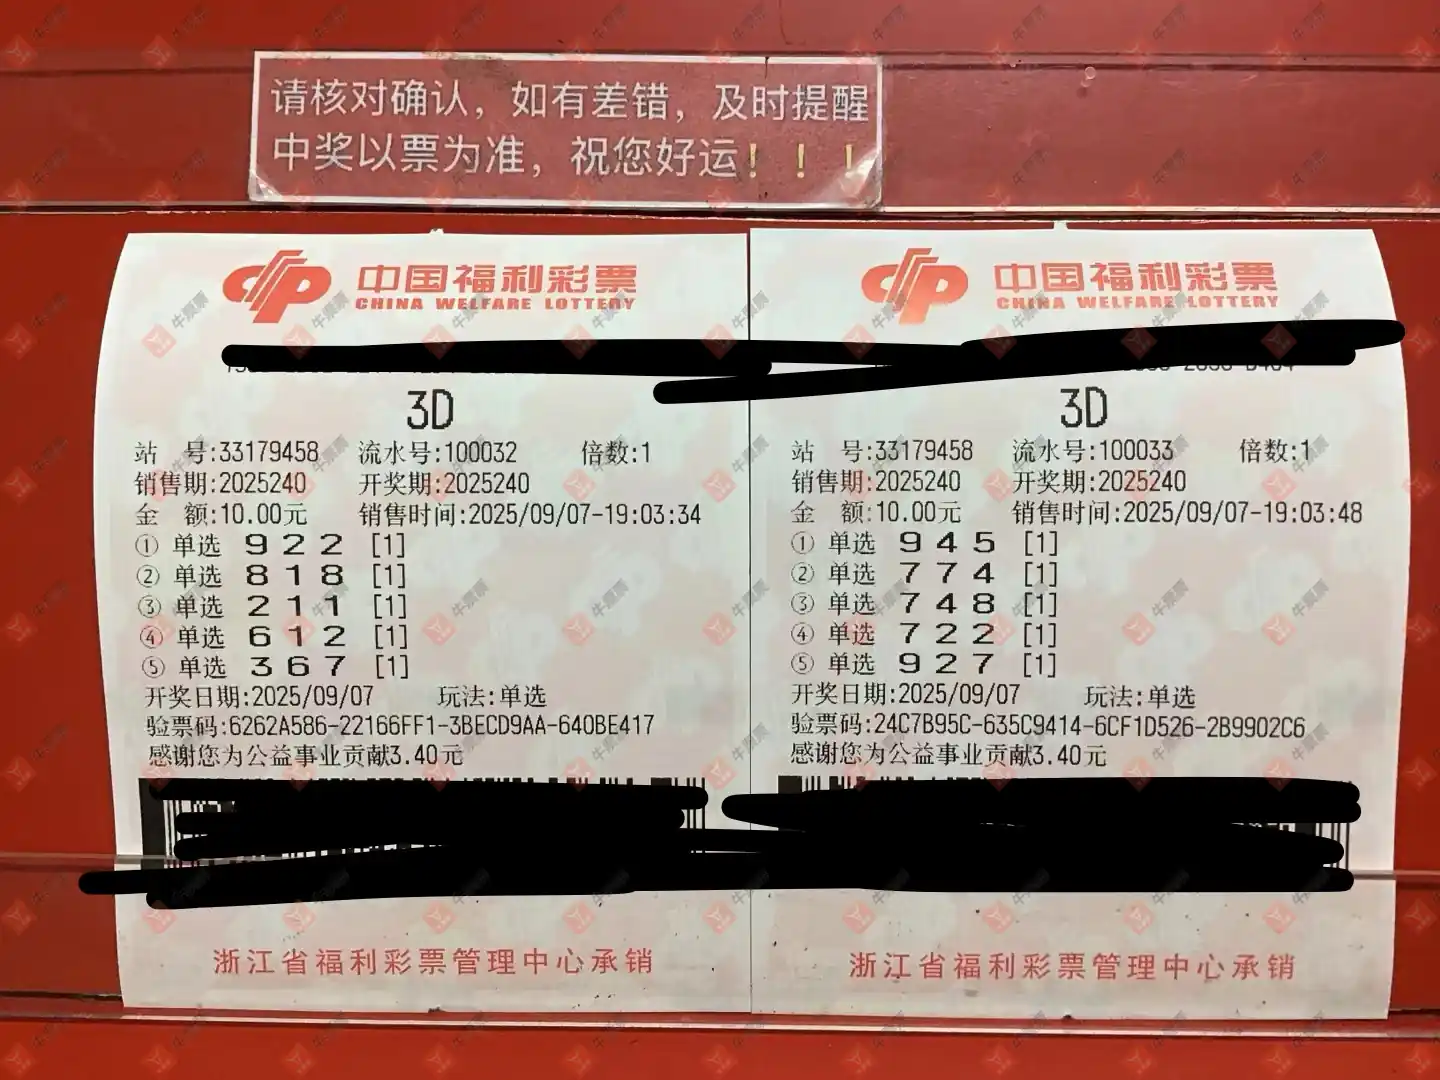 请核对确认，如有差错，及时提醒
中奖以票为准，祝您好运！！！
中国福利彩票
CHINA WELFARE LOTTERY
3D
站 号:33179458 流水号:100032 倍数:1
销售期:2025240 开奖期:2025240
金 额:10.00元 销售时间:2025/09/07-19:03:34
① 单选 9 2 2 [1]
② 单选 8 1 8 [1]
③ 单选 2 1 1 [1]
④ 单选 6 1 2 [1]
⑤ 单选 3 6 7 [1]
开奖日期:2025/09/07 玩法:单选
验票码:6262A586-22166FF1-3BECD9AA-640BE417
感谢您为公益事业贡献3.40元
浙江省福利彩票管理中心承销
中国福利彩票
CHINA WELFARE LOTTERY
3D
站 号:33179458 流水号:100033 倍数:1
销售期:2025240 开奖期:2025240
金 额:10.00元 销售时间:2025/09/07-19:03:48
① 单选 9 4 5 [1]
② 单选 7 7 4 [1]
③ 单选 7 4 8 [1]
④ 单选 7 2 2 [1]
⑤ 单选 9 2 7 [1]
开奖日期:2025/09/07 玩法:单选
验票码:24C7B95C-635C9414-6CF1D526-2B9902C6
感谢您为公益事业贡献3.40元
浙江省福利彩票管理中心承销
牛票票